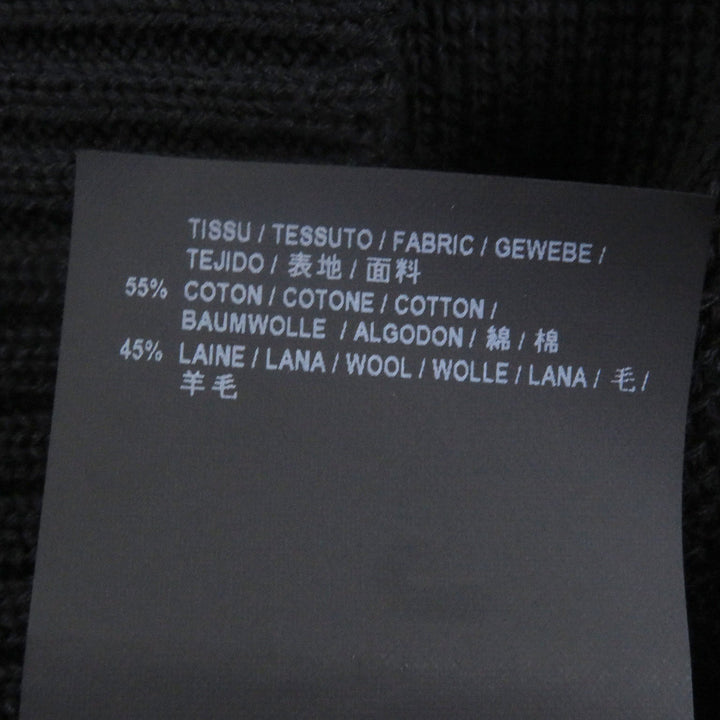 TISSU / TESSUTO / FABRIC / GEWEBE /
TEJIDO / 表地 / 面料
55% COTON / COTONE / COTTON /
BAUMWOLLE / ALGODON / 綿 / 棉
45% LAINE / LANA / WOOL / WOLLE / LANA / 毛 /
羊毛